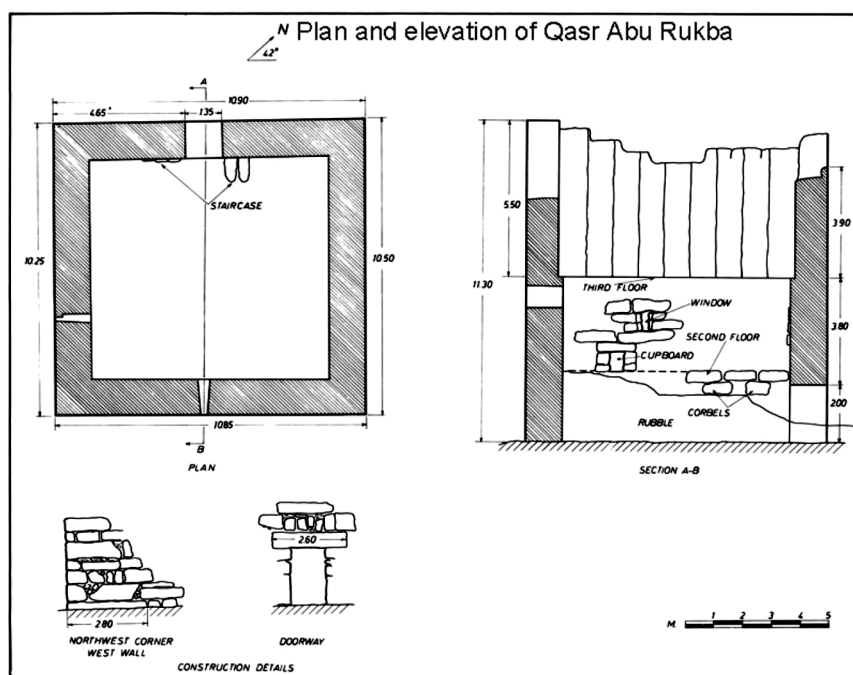 N Plan and elevation of Qasr Abu Rukba
42°
A
10.90
4.65
1.35
STAIRCASE
10.25
10.50
B
10.85
PLAN
5.50
11.30
3.90
THIRD FLOOR
WINDOW
3.80
SECOND FLOOR
CUPBOARD
CORBELS
2.00
RUBBLE
SECTION A-B
2.80
NORTHWEST CORNER
WEST WALL
2.60
DOORWAY
CONSTRUCTION DETAILS
M. 1 2 3 4 5